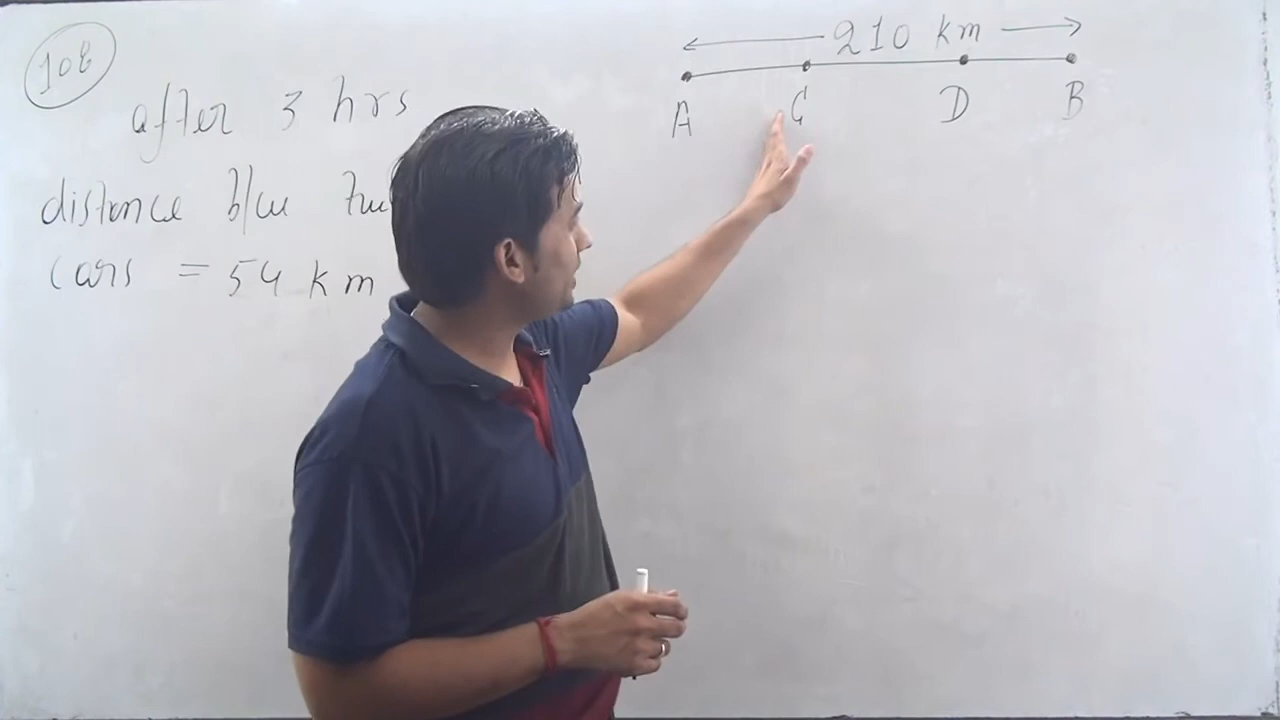 108
after 3 hrs
distance b/w
cars = 54 km
210 km
A C D B